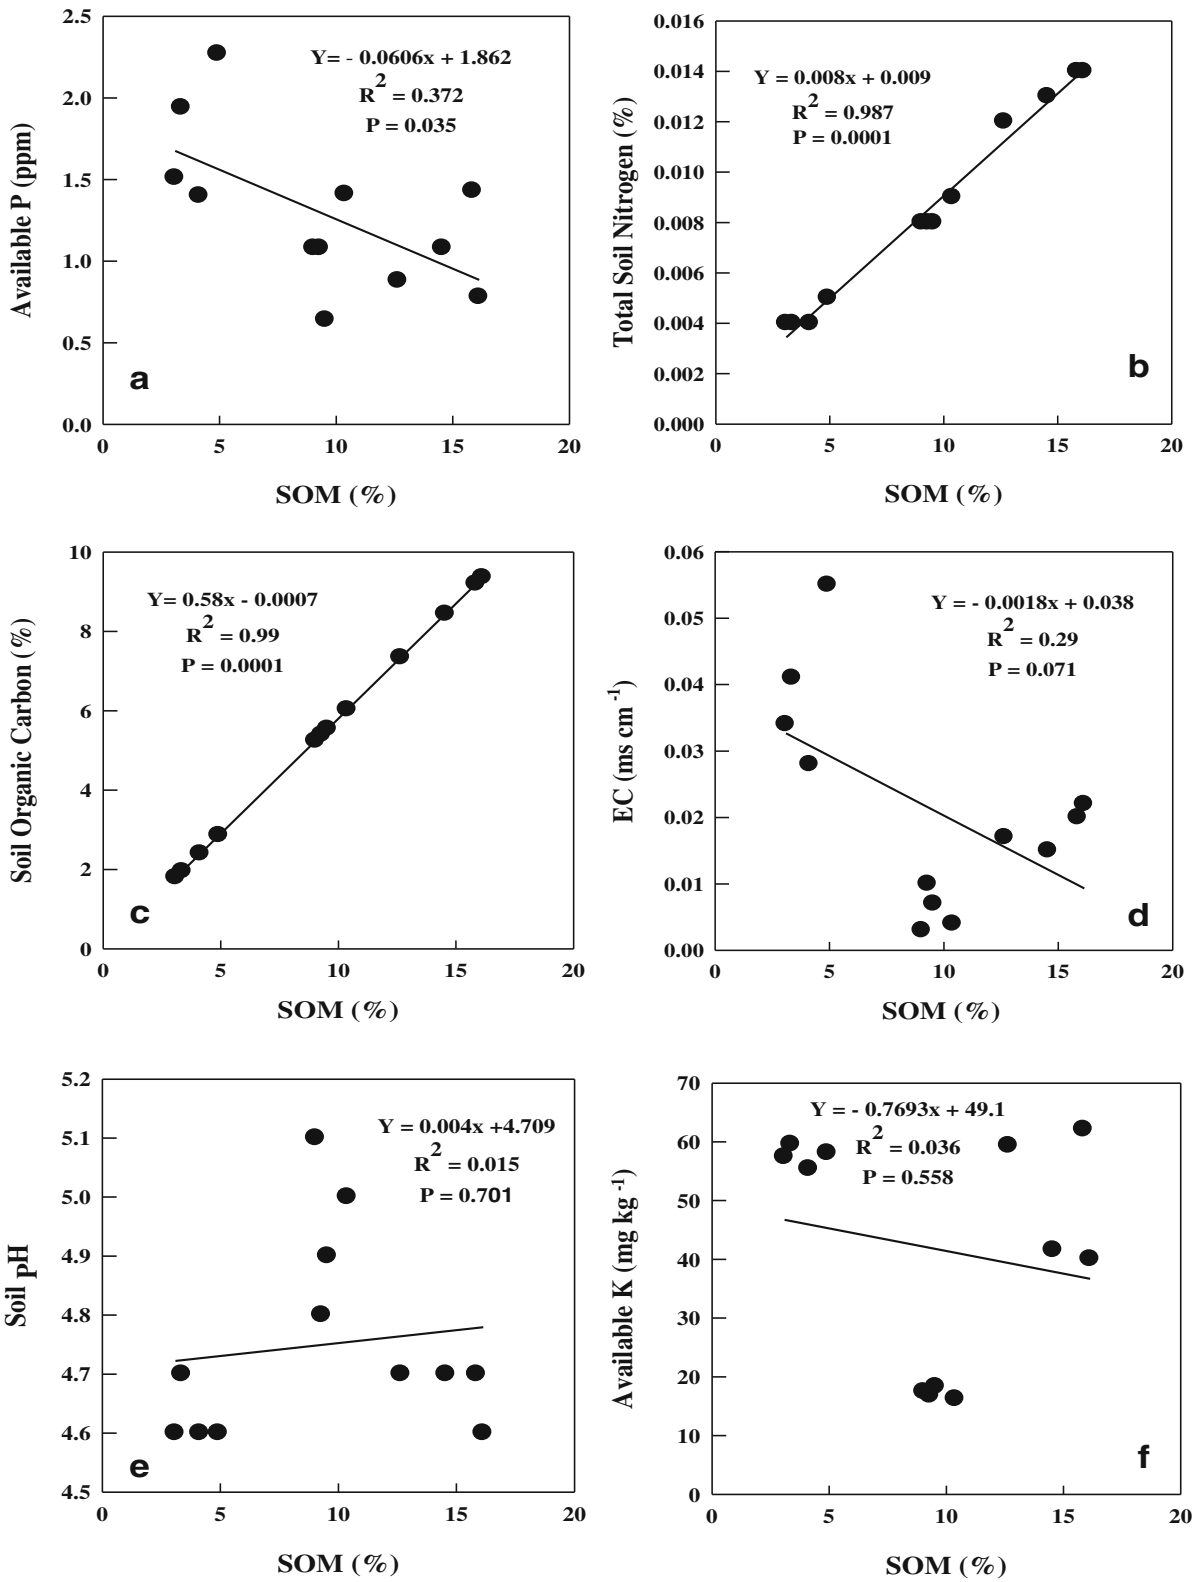 2.5
2.0
1.5
1.0
0.5
0.0
Available P (ppm)
Y= - 0.0606x + 1.862
R2 = 0.372
P = 0.035
a
0 5 10 15 20
SOM (%)
0.016
0.014
0.012
0.010
0.008
0.006
0.004
0.002
0.000
Total Soil Nitrogen (%)
Y = 0.008x + 0.009
R2 = 0.987
P = 0.0001
b
0 5 10 15 20
SOM (%)
10
8
6
4
2
0
Soil Organic Carbon (%)
Y= 0.58x - 0.0007
R2 = 0.99
P = 0.0001
c
0 5 10 15 20
SOM (%)
0.06
0.05
0.04
0.03
0.02
0.01
0.00
EC (ms cm-1)
Y = - 0.0018x + 0.038
R2 = 0.29
P = 0.071
d
0 5 10 15 20
SOM (%)
5.2
5.1
5.0
4.9
4.8
4.7
4.6
4.5
Soil pH
Y = 0.004x +4.709
R2 = 0.015
P = 0.701
e
0 5 10 15 20
SOM (%)
70
60
50
40
30
20
10
0
Available K (mg kg-1)
Y = - 0.7693x + 49.1
R2 = 0.036
P = 0.558
f
0 5 10 15 20
SOM (%)